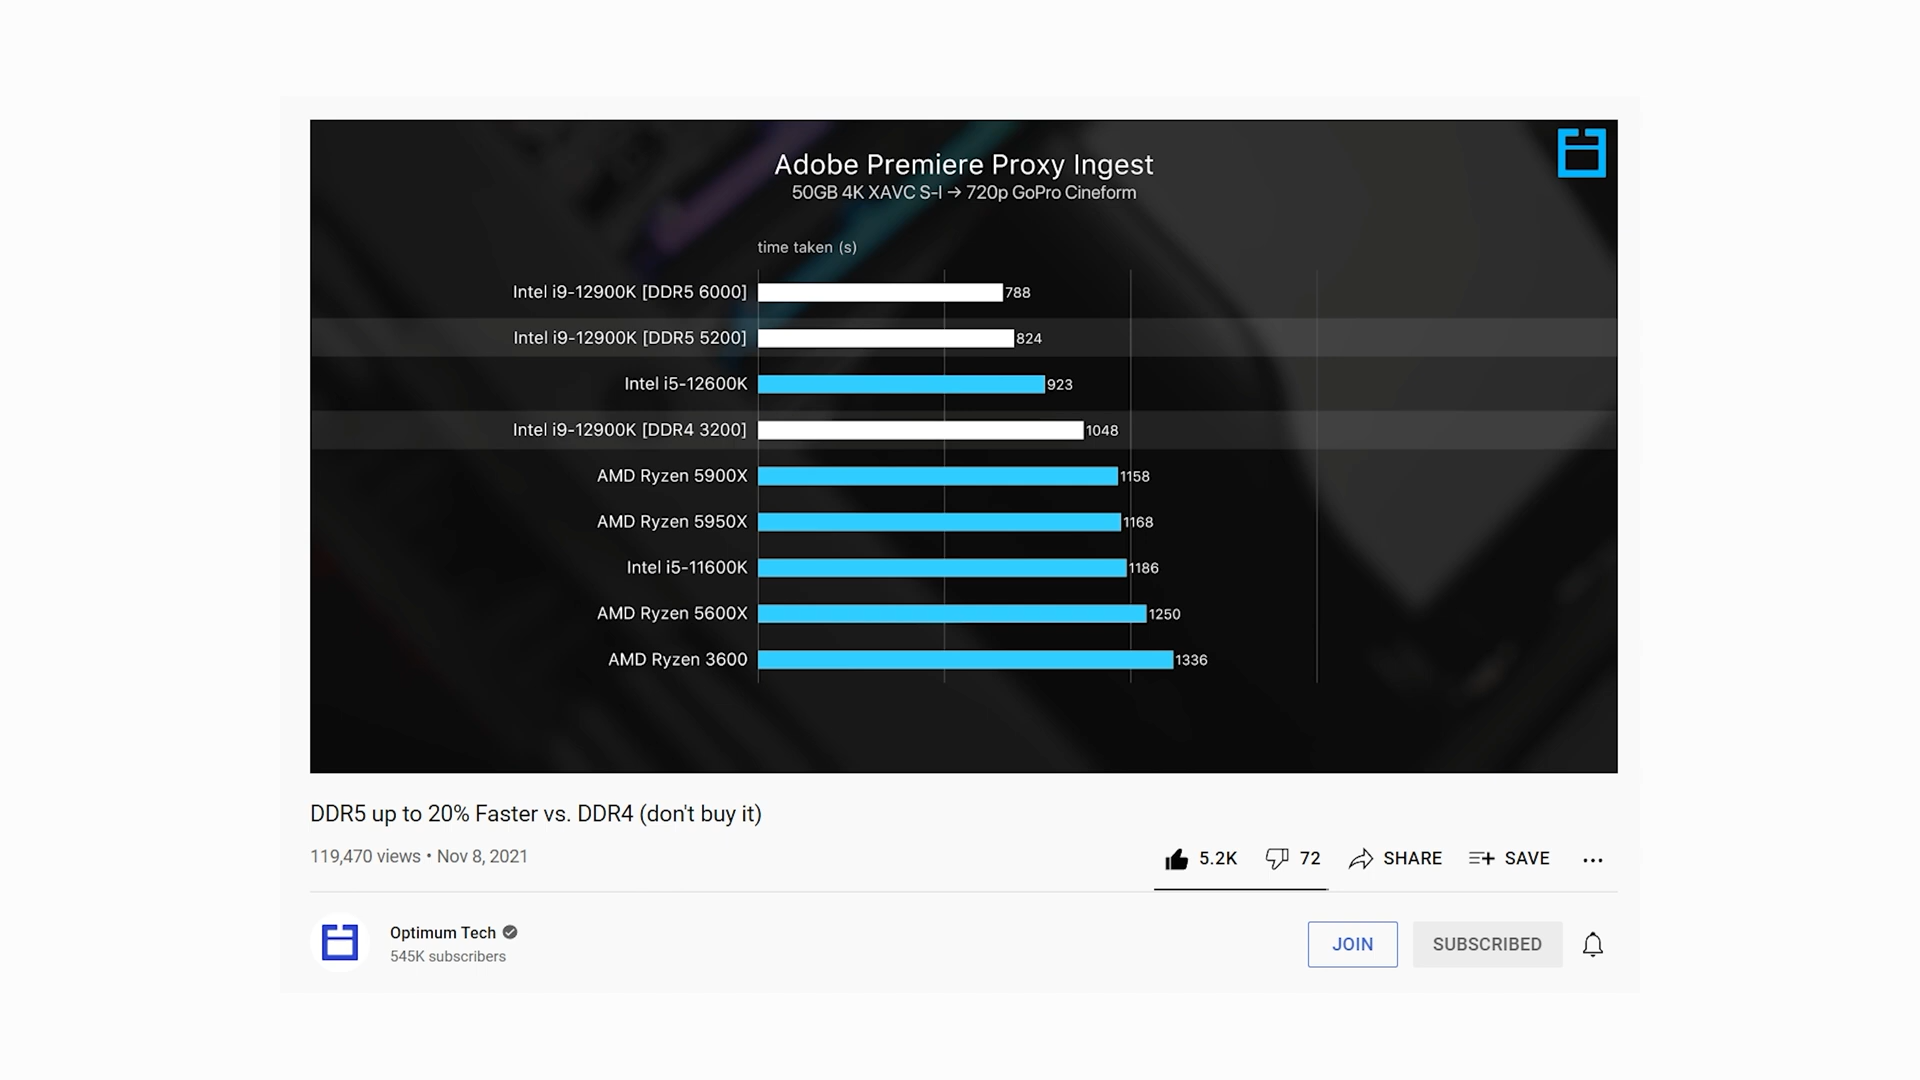 Adobe Premiere Proxy Ingest
50GB 4K XAVC S-I → 720p GoPro Cineform
time taken (s)
Intel i9-12900K [DDR5 6000] 788
Intel i9-12900K [DDR5 5200] 824
Intel i5-12600K 923
Intel i9-12900K [DDR4 3200] 1048
AMD Ryzen 5900X 1158
AMD Ryzen 5950X 1168
Intel i5-11600K 1186
AMD Ryzen 5600X 1250
AMD Ryzen 3600 1336
DDR5 up to 20% Faster vs. DDR4 (don't buy it)
119,470 views • Nov 8, 2021
5.2K 72 SHARE SAVE
Optimum Tech
545K subscribers
JOIN SUBSCRIBED